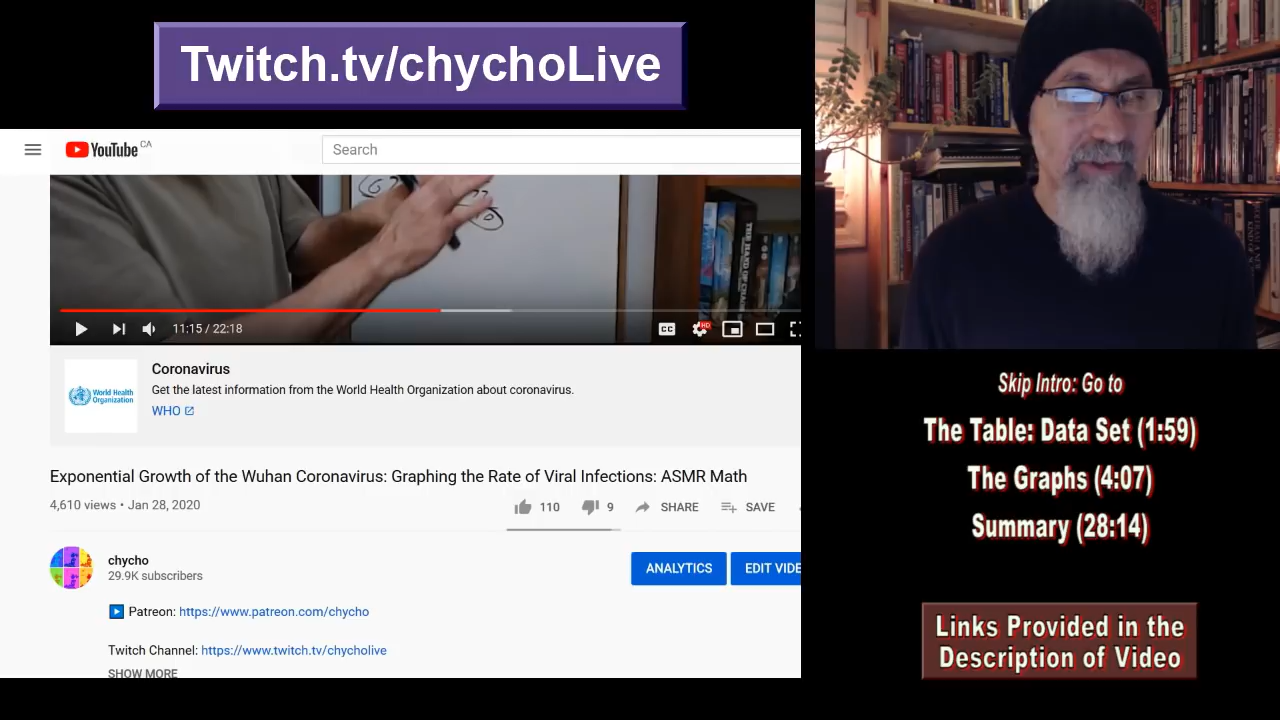 Twitch.tv/chychoLive
YouTube CA
Search
11:15 / 22:18
CC
HD
World Health
Organization
Coronavirus
Get the latest information from the World Health Organization about coronavirus.
WHO
Exponential Growth of the Wuhan Coronavirus: Graphing the Rate of Viral Infections: ASMR Math
4,610 views • Jan 28, 2020
110
9
SHARE
SAVE
chycho
29.9K subscribers
ANALYTICS
EDIT VIDE
Patreon: https://www.patreon.com/chycho
Twitch Channel: https://www.twitch.tv/chycholive
SHOW MORE
Skip Intro: Go to
The Table: Data Set (1:59)
The Graphs (4:07)
Summary (28:14)
Links Provided in the
Description of Video